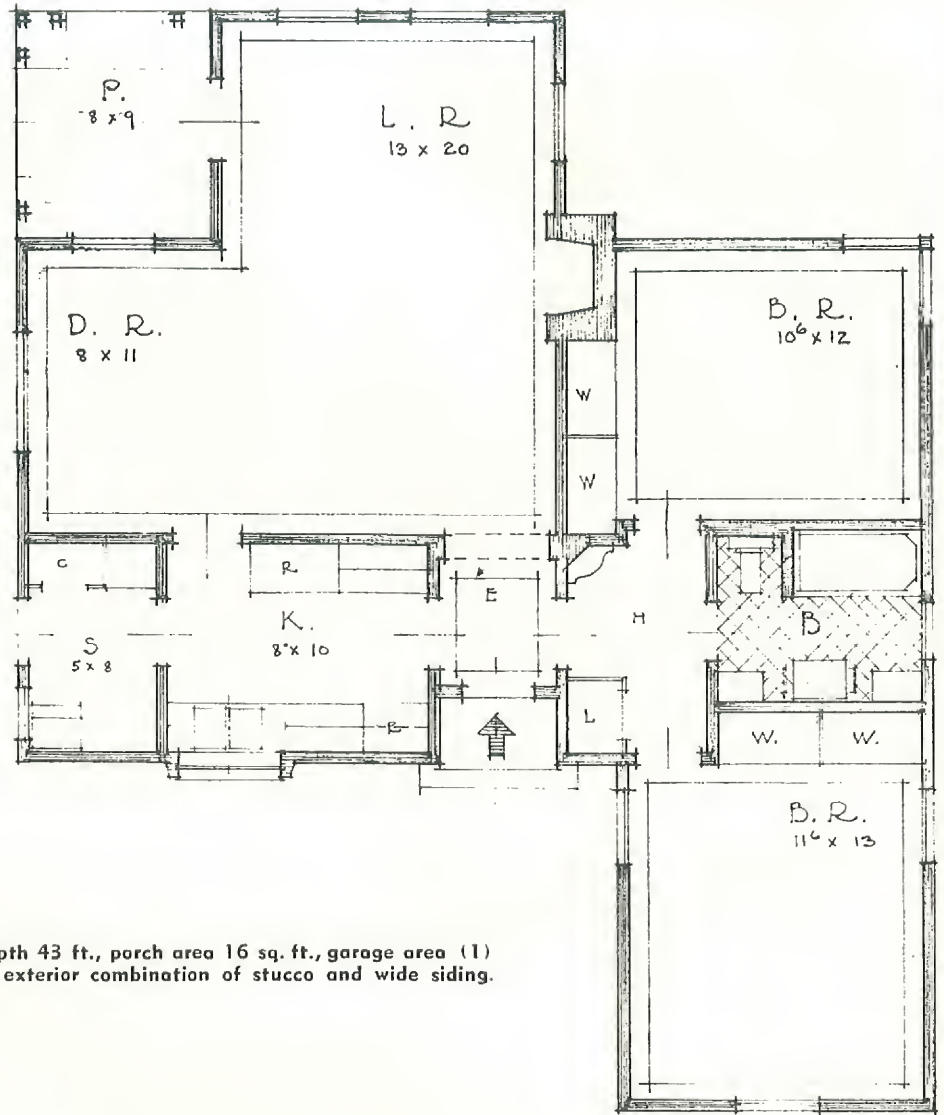 P.
8 x 9
L. R
13 x 20
D. R.
8 x 11
B. R.
10⁶ x 12
W
W
C
R
E
H
B
S
5 x 8
K.
8 x 10
L
W.
W.
B. R.
11⁶ x 13
pth 43 ft., porch area 16 sq. ft., garage area (1)
exterior combination of stucco and wide siding.